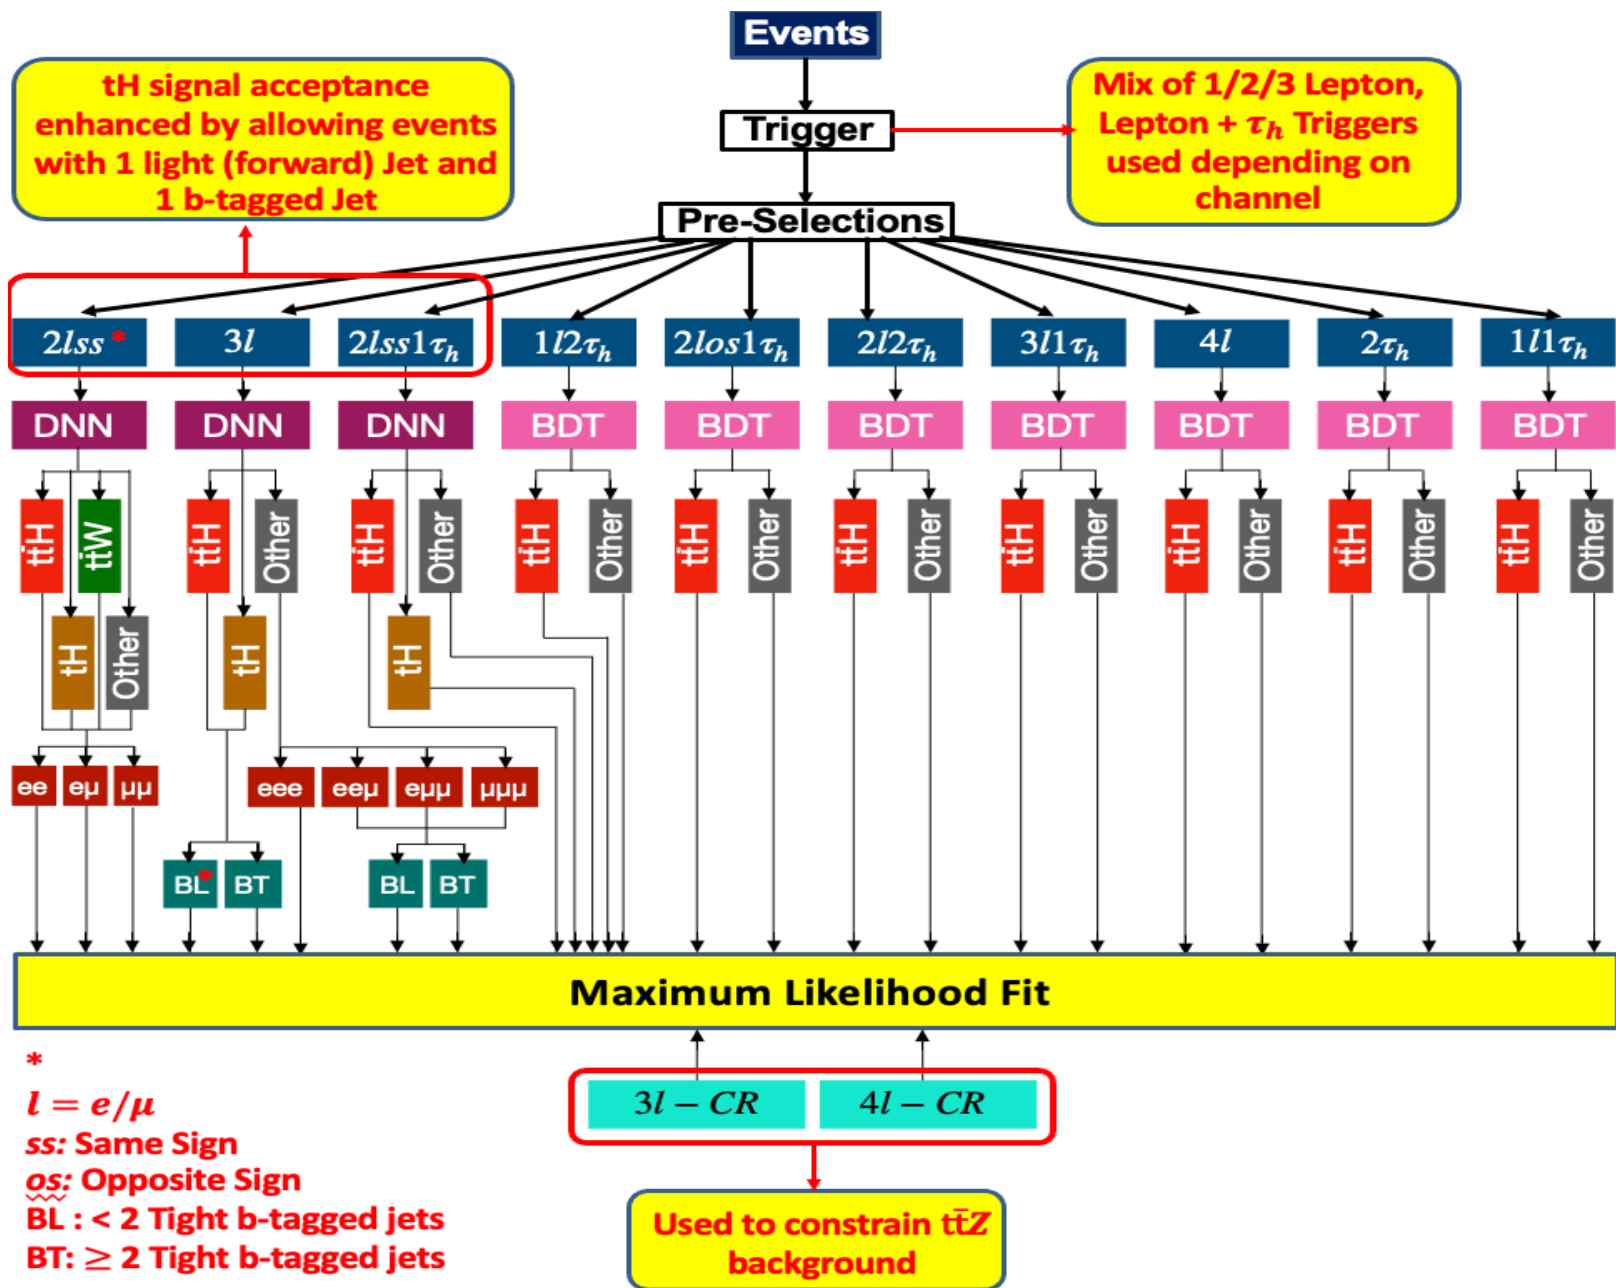 Events
tH signal acceptance
enhanced by allowing events
with 1 light (forward) Jet and
1 b-tagged Jet
Trigger
Mix of 1/2/3 Lepton,
Lepton + τh Triggers
used depending on
channel
Pre-Selections
2lss* 3l 2lss1τh 1l2τh 2los1τh 2l2τh 3l1τh 4l 2τh 1l1τh
DNN DNN DNN BDT BDT BDT BDT BDT BDT BDT
tt̄H tt̄W tt̄H Other tt̄H Other tt̄H Other tt̄H Other tt̄H Other tt̄H Other tt̄H Other tt̄H Other tt̄H Other
tH Other tH tH
ee eμ μμ eee eeμ eμμ μμμ
BL* BT BL BT
Maximum Likelihood Fit
*
l = e/μ
ss: Same Sign
os: Opposite Sign
BL : < 2 Tight b-tagged jets
BT: ≥ 2 Tight b-tagged jets
3l − CR 4l − CR
Used to constrain tt̄Z
background